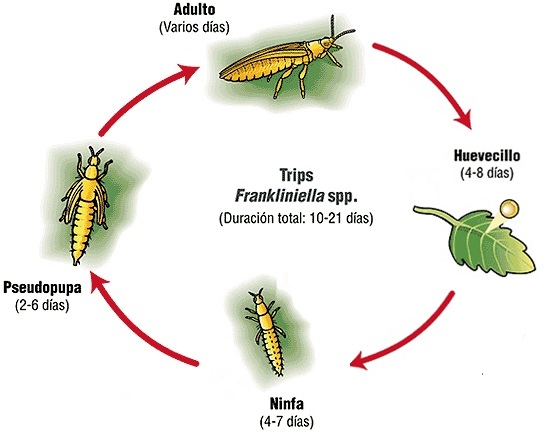 Adulto
(Varios días)
Huevecillo
(4-8 días)
Trips
Frankliniella spp.
(Duración total: 10-21 días)
Pseudopupa
(2-6 días)
Ninfa
(4-7 días)